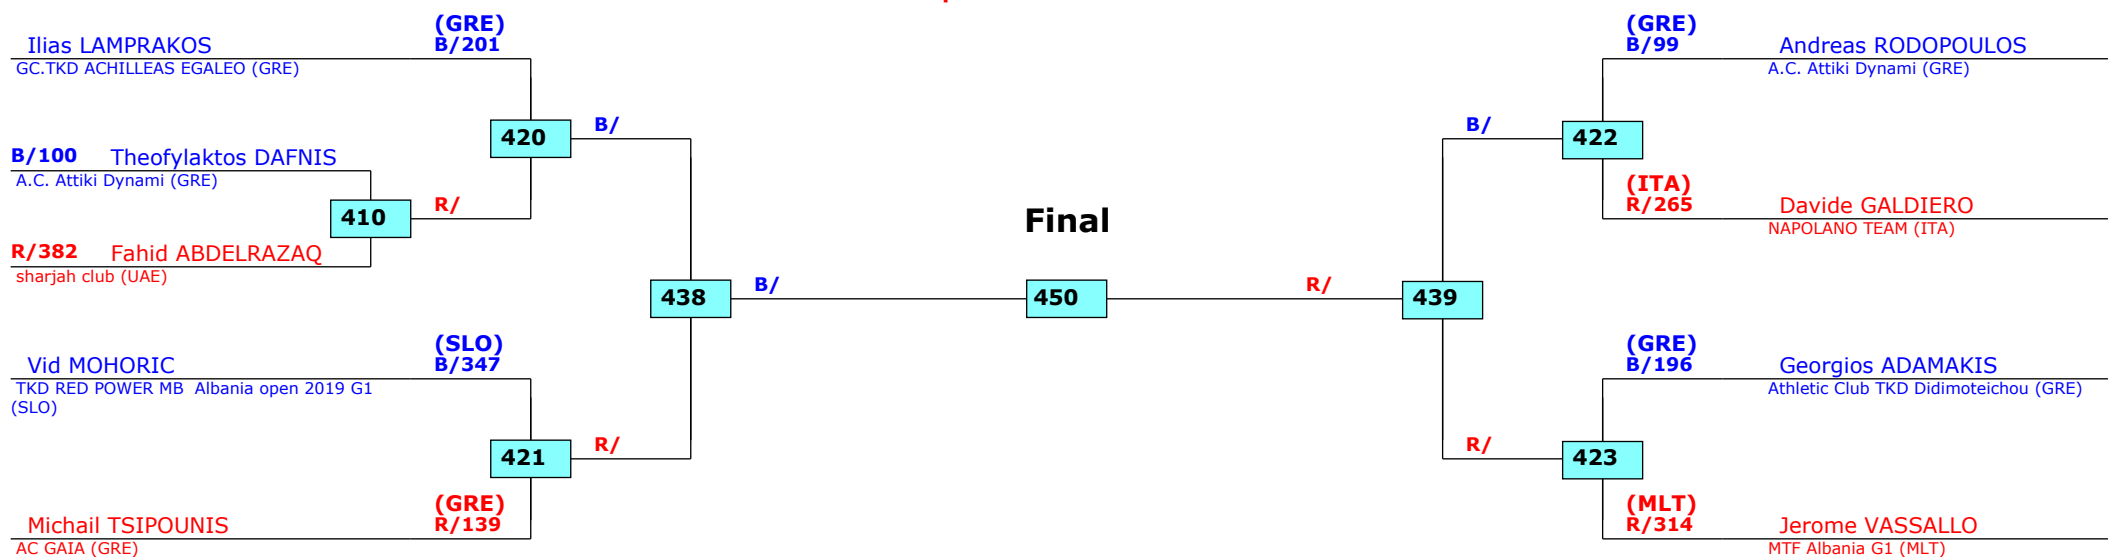 (GRE)
Ilias LAMPRAKOS B/201
GC.TKD ACHILLEAS EGALEO (GRE)
420 B/
B/100 Theofylaktos DAFNIS
A.C. Attiki Dynami (GRE)
410 R/
R/382 Fahid ABDELRAZAQ
sharjah club (UAE)
438 B/
(SLO)
Vid MOHORIC B/347
TKD RED POWER MB Albania open 2019 G1
(SLO)
421 R/
(GRE)
Michail TSIPOUNIS R/139
AC GAIA (GRE)
Final
450
(GRE)
B/99 Andreas RODOPOULOS
A.C. Attiki Dynami (GRE)
B/ 422
(ITA)
R/265 Davide GALDIERO
NAPOLANO TEAM (ITA)
R/ 439
(GRE)
B/196 Georgios ADAMAKIS
Athletic Club TKD Didimoteichou (GRE)
R/ 423
(MLT)
R/314 Jerome VASSALLO
MTF Albania G1 (MLT)